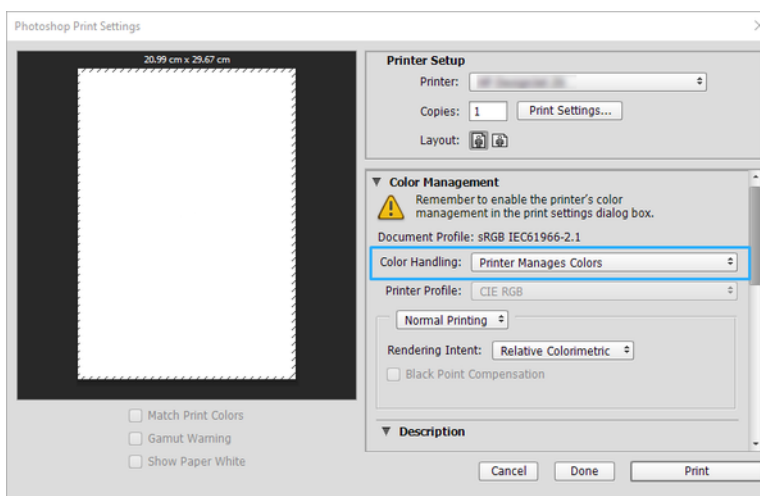 Photoshop Print Settings
20.99 cm x 29.67 cm
Match Print Colors
Gamut Warning
Show Paper White
Printer Setup
Printer:
Copies: 1 Print Settings...
Layout:
Color Management
Remember to enable the printer's color
management in the print settings dialog box.
Document Profile: sRGB IEC61966-2.1
Color Handling: Printer Manages Colors
Printer Profile: CIE RGB
Normal Printing
Rendering Intent: Relative Colorimetric
Black Point Compensation
Description
Cancel Done Print